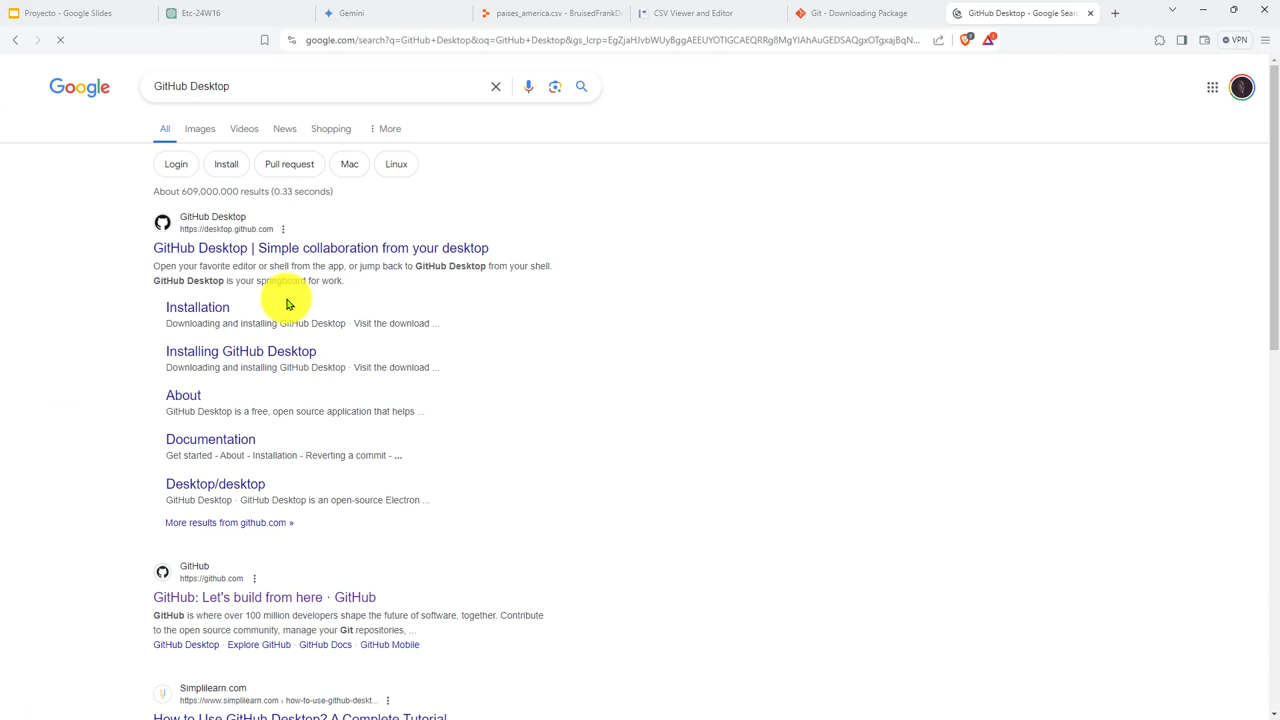 Proyecto - Google Slides
Etc-24W16
Gemini
paises_america.csv - BruisedFrankDo
CSV Viewer and Editor
Git - Downloading Package
GitHub Desktop - Google Sear
google.com/search?q=GitHub+Desktop&oq=GitHub+Desktop&gs_lcrp=EgZjaHJvbWUyBggAEEUYOTIGCAEQRRg8MgYIAhAuGEDSAQgxOTgxajBqN...
VPN
Google
GitHub Desktop
All
Images
Videos
News
Shopping
More
Login
Install
Pull request
Mac
Linux
About 609,000,000 results (0.33 seconds)
GitHub Desktop
https://desktop.github.com
GitHub Desktop | Simple collaboration from your desktop
Open your favorite editor or shell from the app, or jump back to GitHub Desktop from your shell.
GitHub Desktop is your springboard for work.
Installation
Downloading and installing GitHub Desktop · Visit the download ...
Installing GitHub Desktop
Downloading and installing GitHub Desktop · Visit the download ...
About
GitHub Desktop is a free, open source application that helps ...
Documentation
Get started - About - Installation - Reverting a commit - ...
Desktop/desktop
GitHub Desktop · GitHub Desktop is an open-source Electron ...
More results from github.com »
GitHub
https://github.com
GitHub: Let's build from here · GitHub
GitHub is where over 100 million developers shape the future of software, together. Contribute
to the open source community, manage your Git repositories, ...
GitHub Desktop · Explore GitHub · GitHub Docs · GitHub Mobile
Simplilearn.com
https://www.simplilearn.com › how-to-use-github-deskt...
How to Use GitHub Desktop? A Complete Tutorial